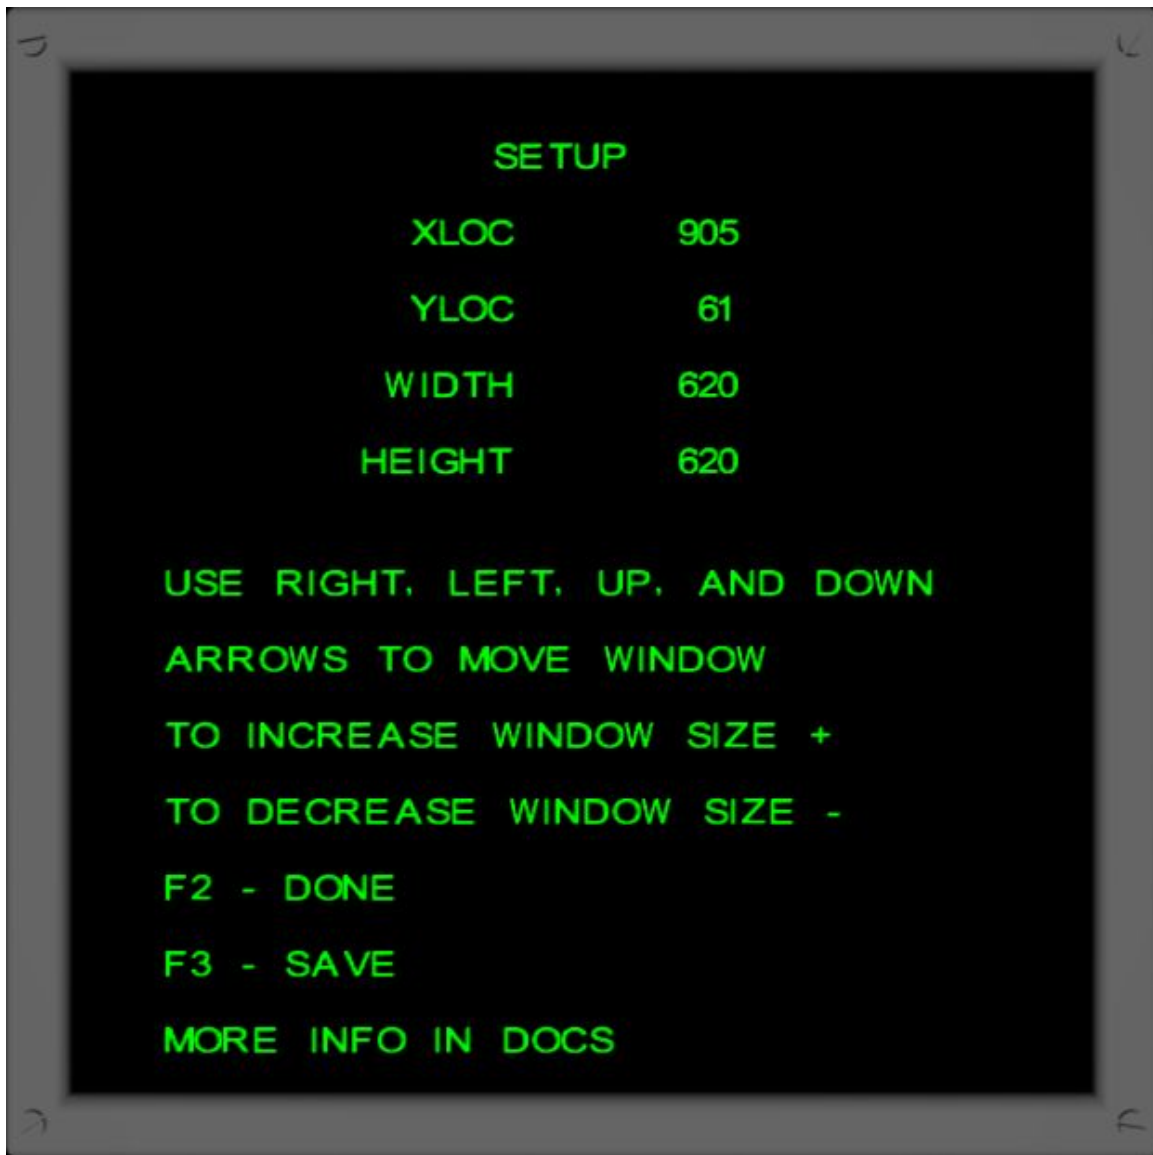 SETUP
XLOC 905
YLOC 61
WIDTH 620
HEIGHT 620
USE RIGHT, LEFT, UP, AND DOWN
ARROWS TO MOVE WINDOW
TO INCREASE WINDOW SIZE +
TO DECREASE WINDOW SIZE -
F2 - DONE
F3 - SAVE
MORE INFO IN DOCS